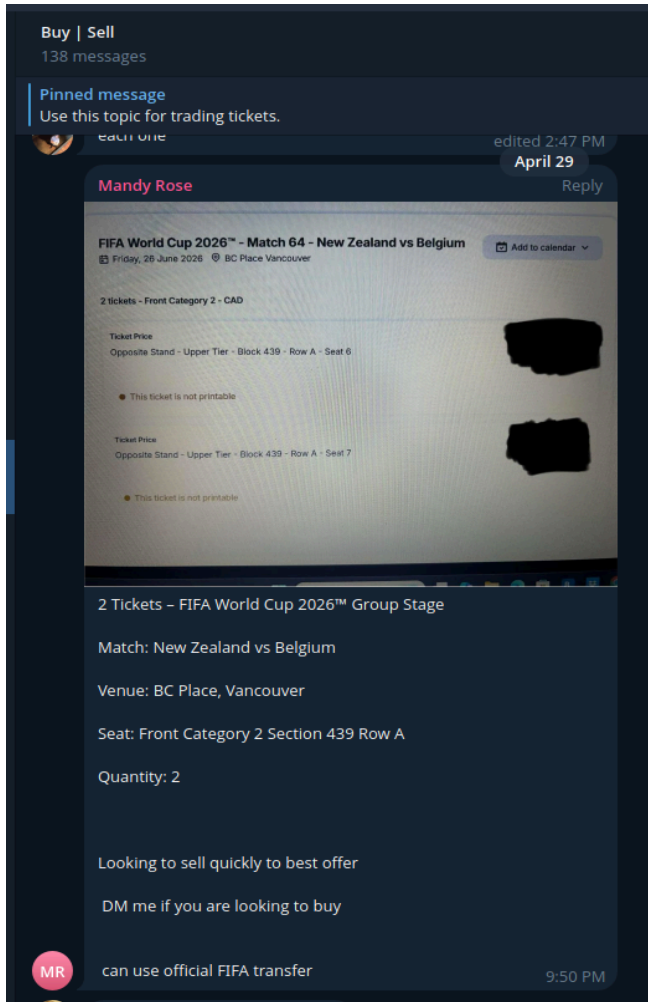 Buy | Sell
138 messages
Pinned message
Use this topic for trading tickets.
each one
edited 2:47 PM
April 29
Mandy Rose
Reply
FIFA World Cup 2026™ - Match 64 - New Zealand vs Belgium
Add to calendar
Friday, 26 June 2026 BC Place Vancouver
2 tickets - Front Category 2 - CAD
Ticket Price
Opposite Stand - Upper Tier - Block 439 - Row A - Seat 6
This ticket is not printable
Ticket Price
Opposite Stand - Upper Tier - Block 439 - Row A - Seat 7
This ticket is not printable
2 Tickets – FIFA World Cup 2026™ Group Stage
Match: New Zealand vs Belgium
Venue: BC Place, Vancouver
Seat: Front Category 2 Section 439 Row A
Quantity: 2
Looking to sell quickly to best offer
DM me if you are looking to buy
MR
can use official FIFA transfer
9:50 PM